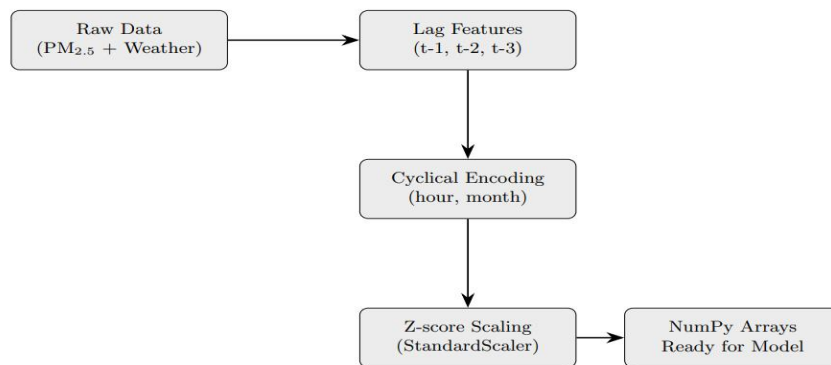 Raw Data
(PM₂.₅ + Weather)
Lag Features
(t-1, t-2, t-3)
Cyclical Encoding
(hour, month)
Z-score Scaling
(StandardScaler)
NumPy Arrays
Ready for Model